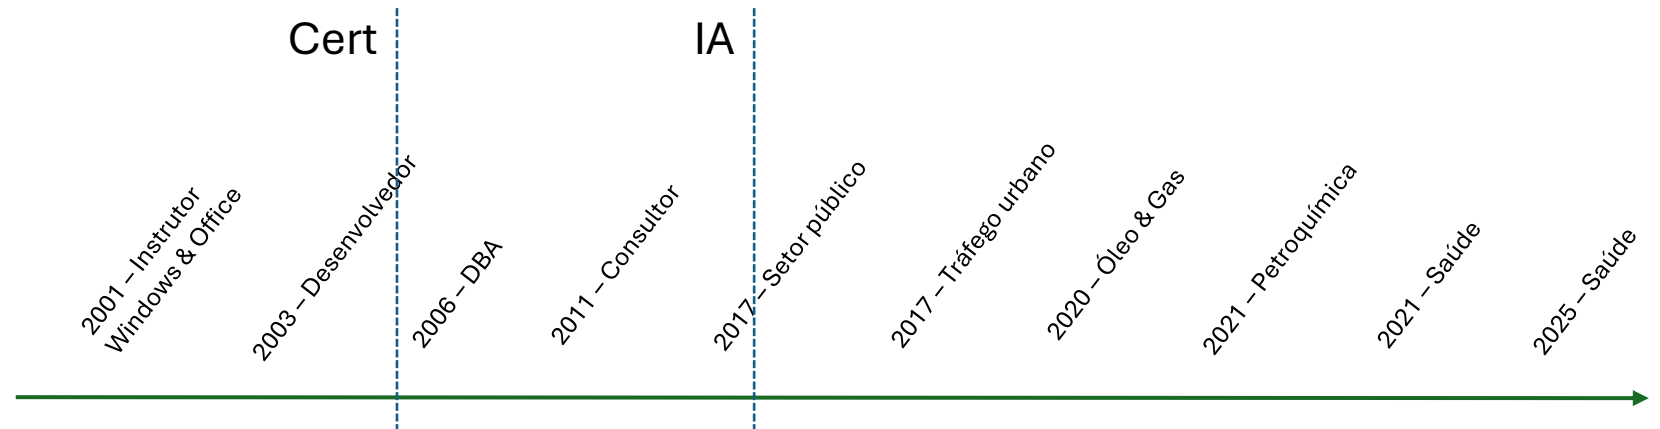 Cert
IA
2001 – Instrutor
Windows & Office
2003 – Desenvolvedor
2006 – DBA
2011 – Consultor
2017 – Setor público
2017 – Tráfego urbano
2020 – Óleo & Gas
2021 – Petroquímica
2021 – Saúde
2025 – Saúde